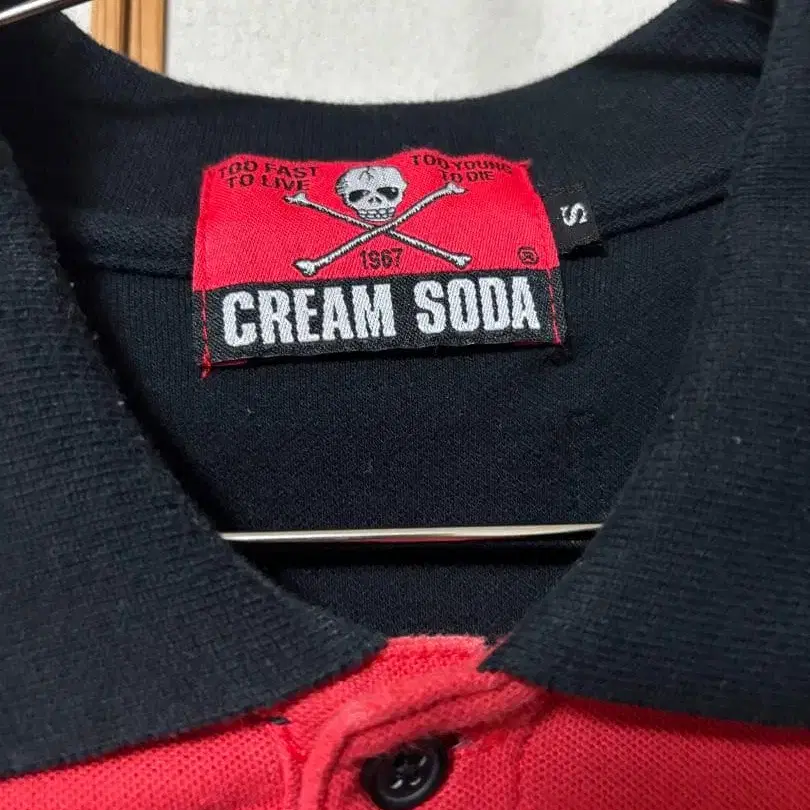 TOO FAST
TO LIVE
TOO YOUNG
TO DIE
1967
®
CREAM SODA
S